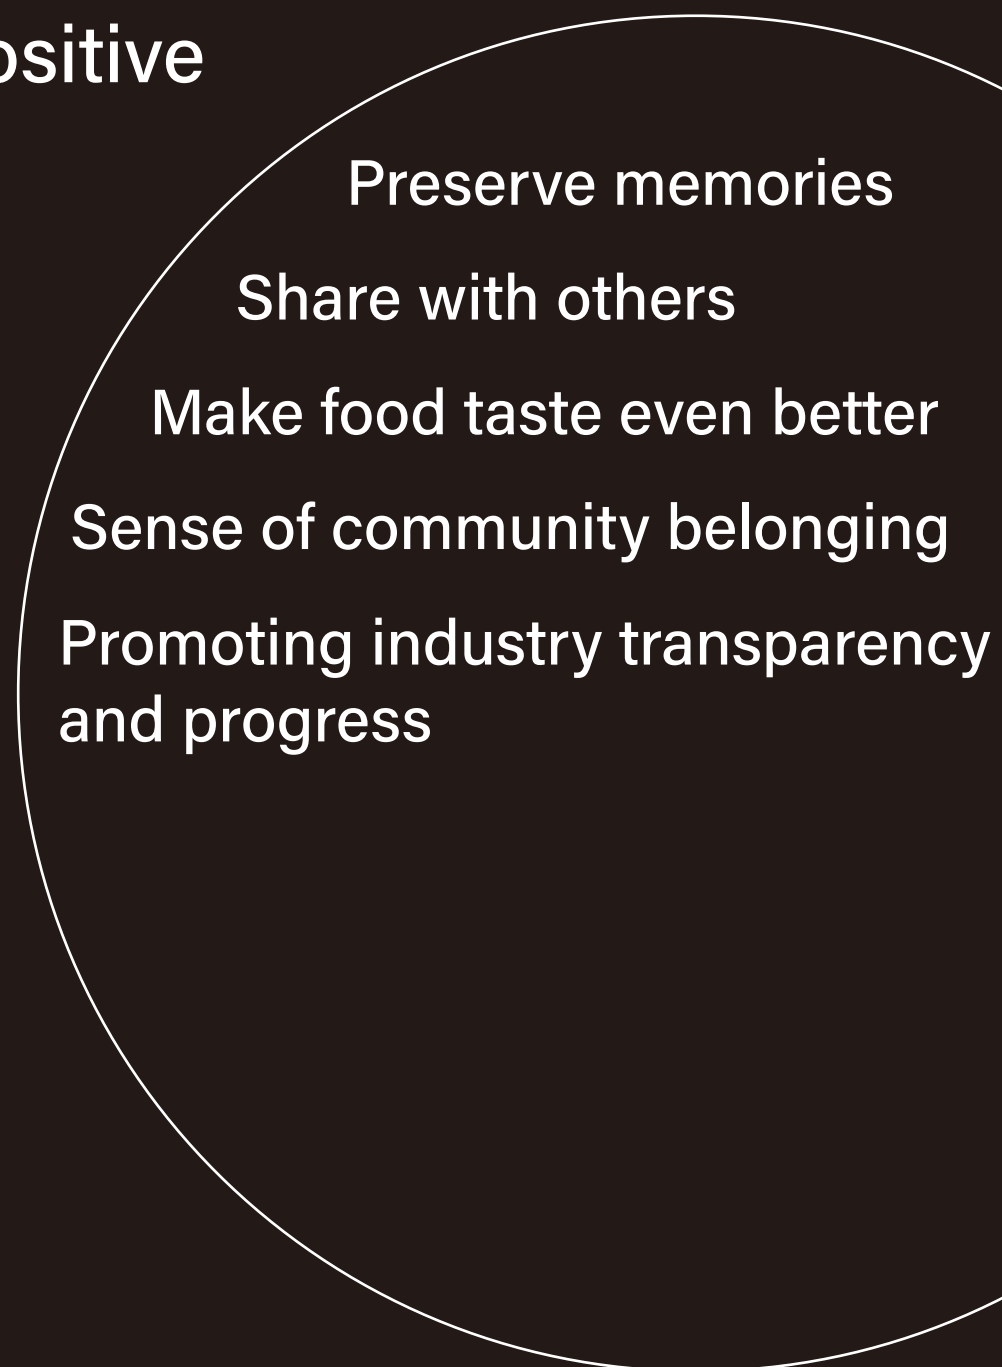 ositive
Preserve memories
Share with others
Make food taste even better
Sense of community belonging
Promoting industry transparency
and progress